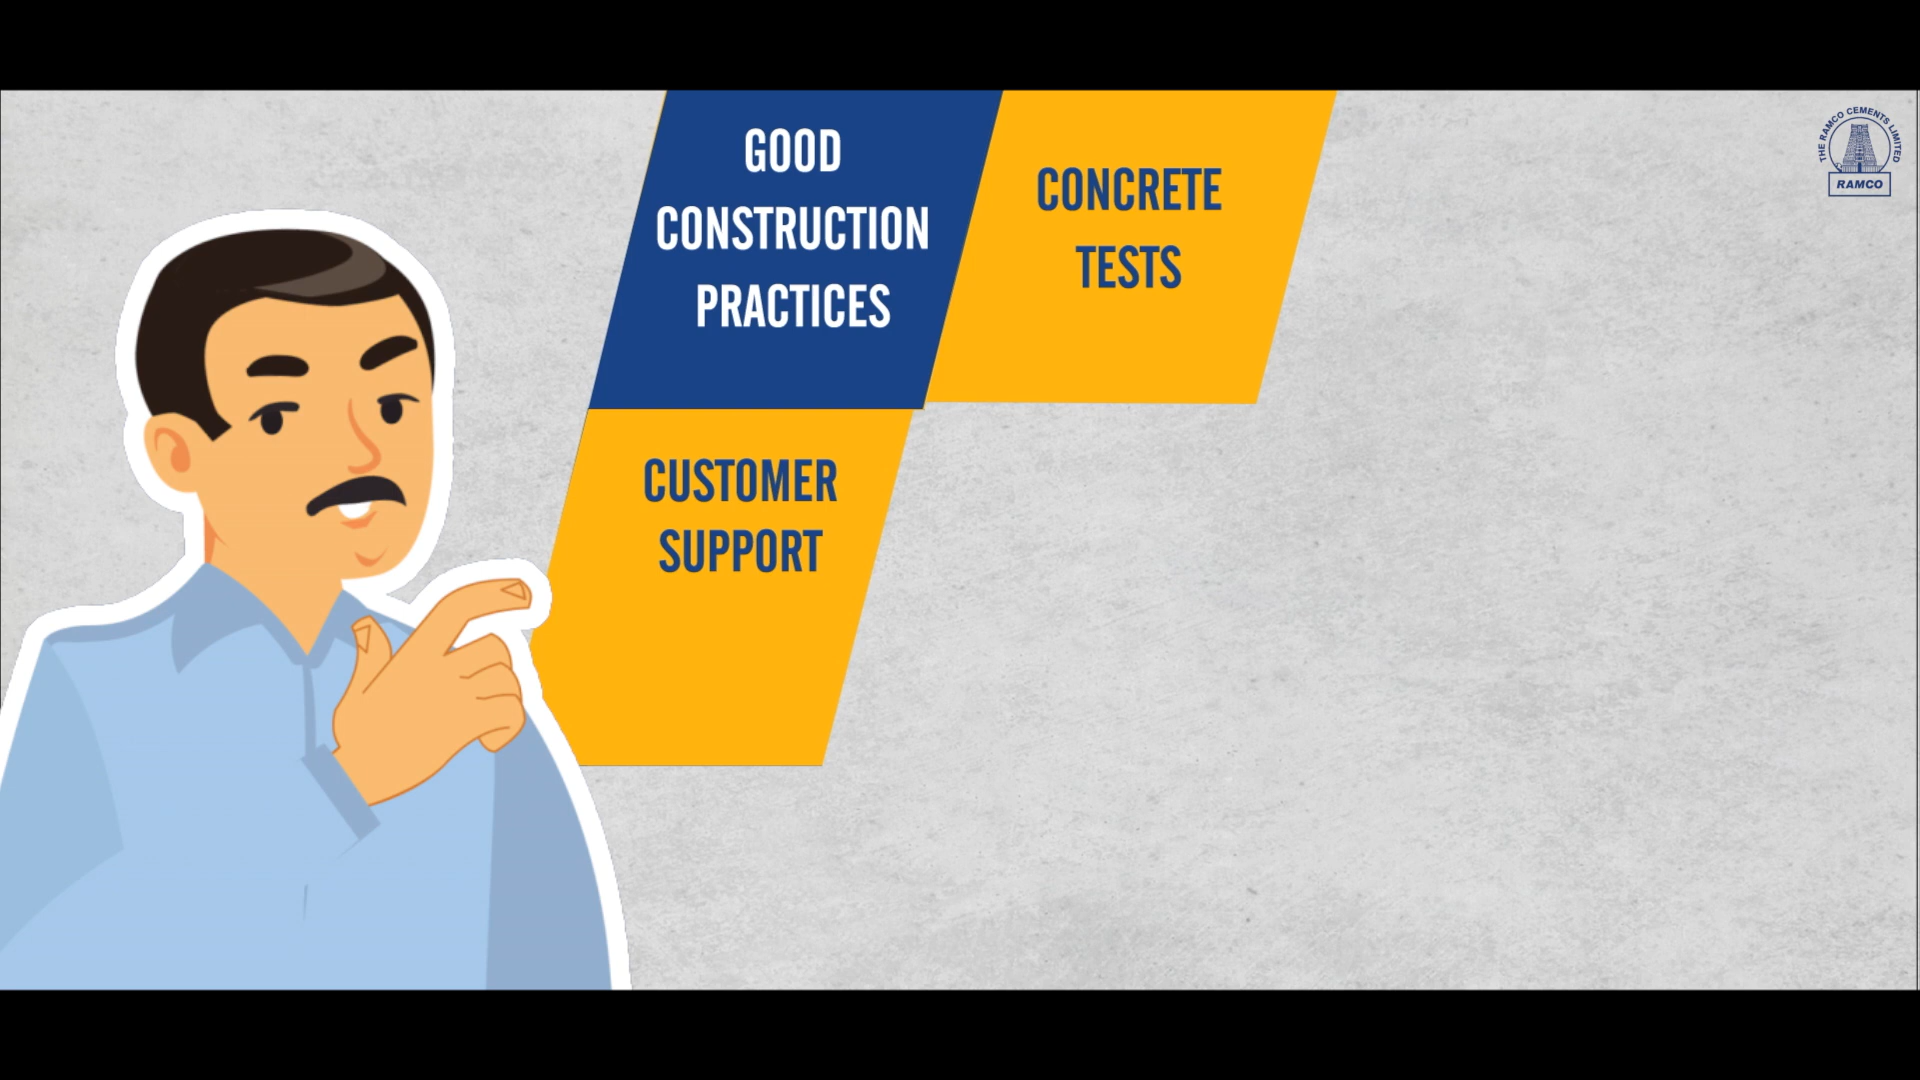 GOOD
CONSTRUCTION
PRACTICES
CONCRETE
TESTS
CUSTOMER
SUPPORT
THE RAMCO CEMENTS LIMITED
RAMCO